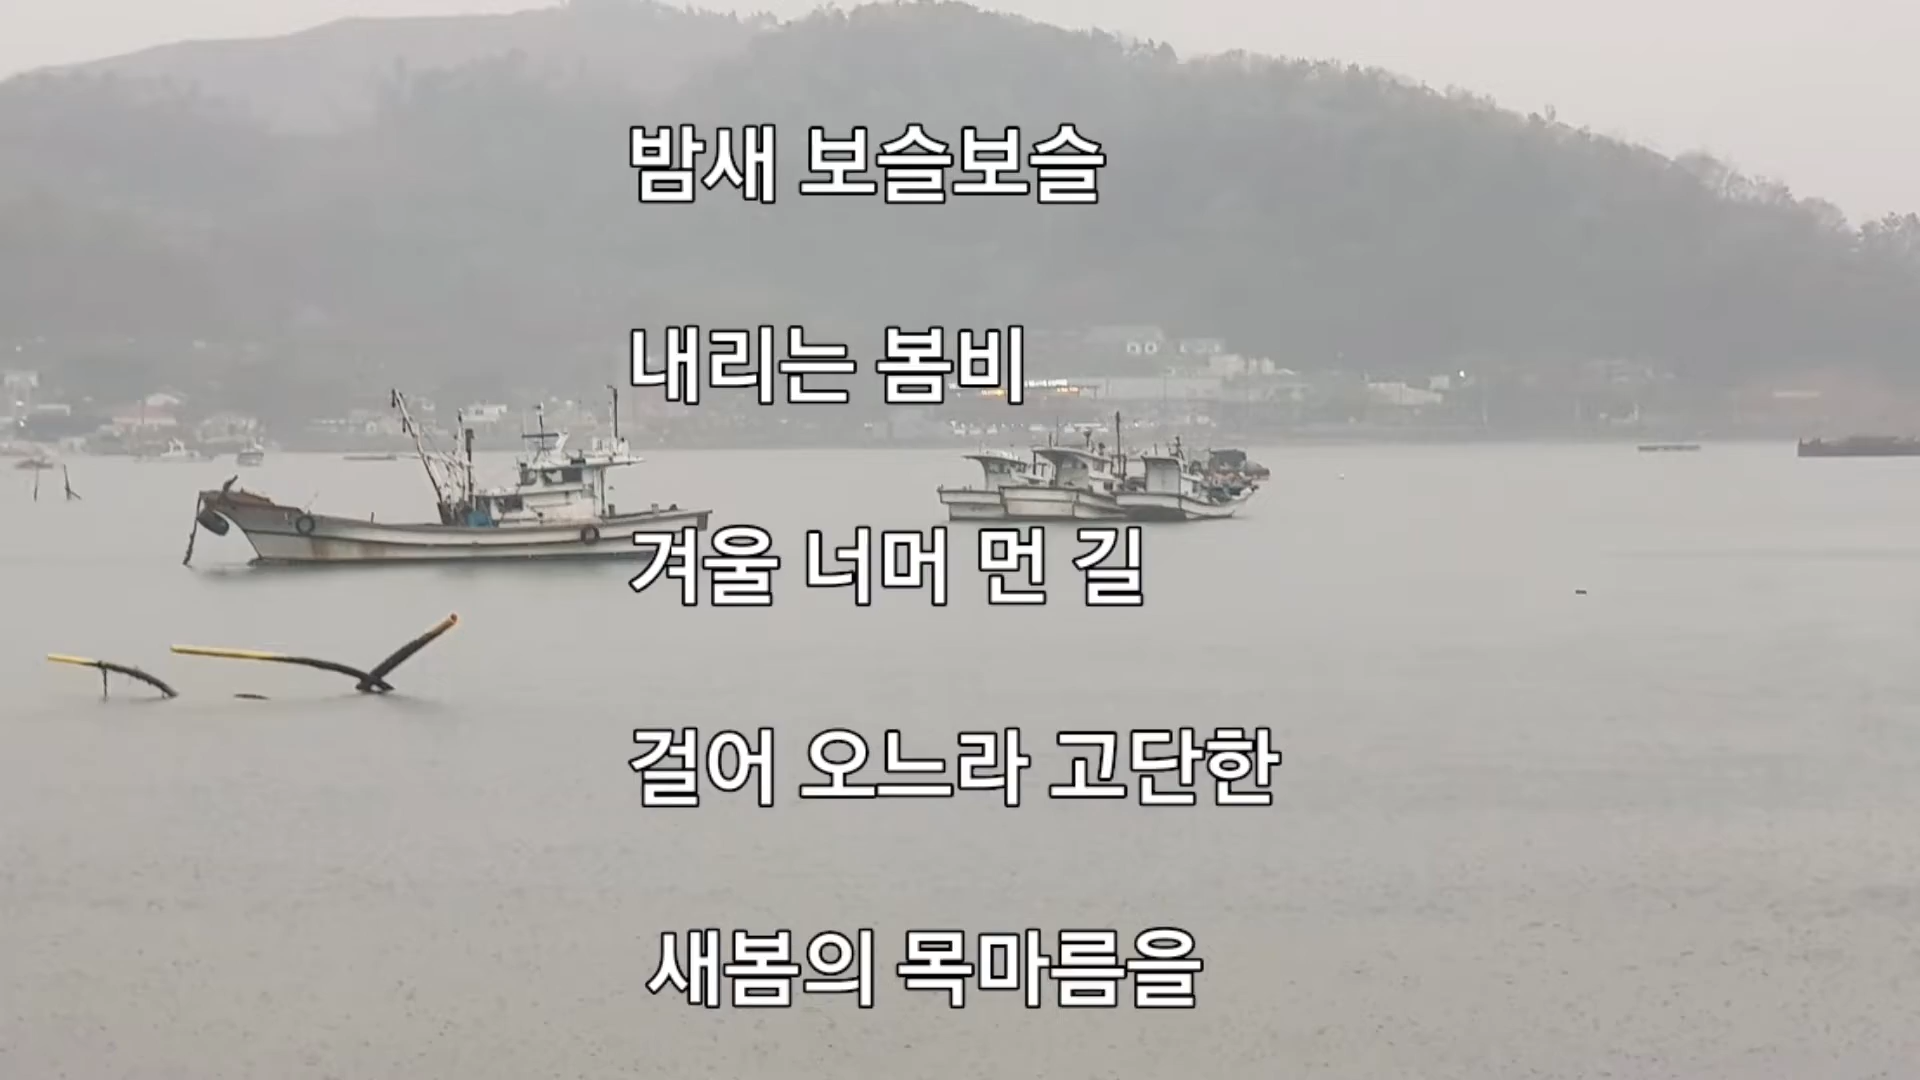 밤새 보슬보슬
내리는 봄비
겨울 너머 먼 길
걸어 오느라 고단한
새봄의 목마름을